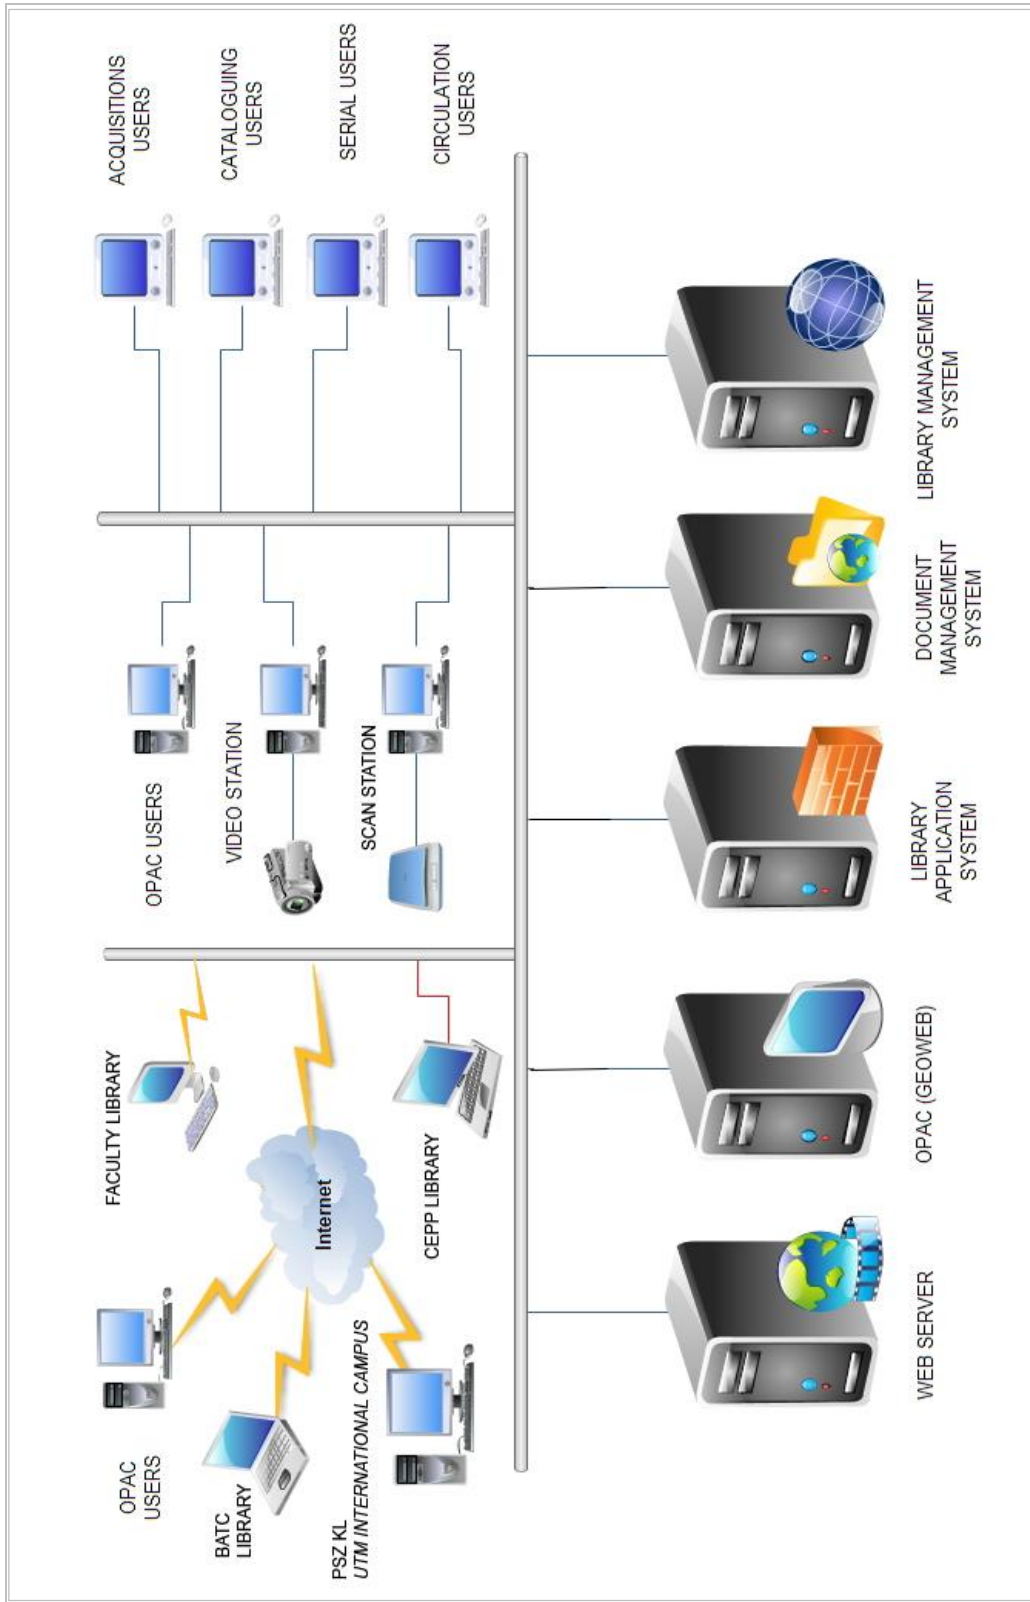 OPAC
USERS
BATC
LIBRARY
PSZ KL
UTM INTERNATIONAL CAMPUS
FACULTY LIBRARY
Internet
CEPP LIBRARY
OPAC USERS
VIDEO STATION
SCAN STATION
ACQUISITIONS
USERS
CATALOGUING
USERS
SERIAL USERS
CIRCULATION
USERS
WEB SERVER
OPAC (GEOWEB)
LIBRARY
APPLICATION
SYSTEM
DOCUMENT
MANAGEMENT
SYSTEM
LIBRARY MANAGEMENT
SYSTEM